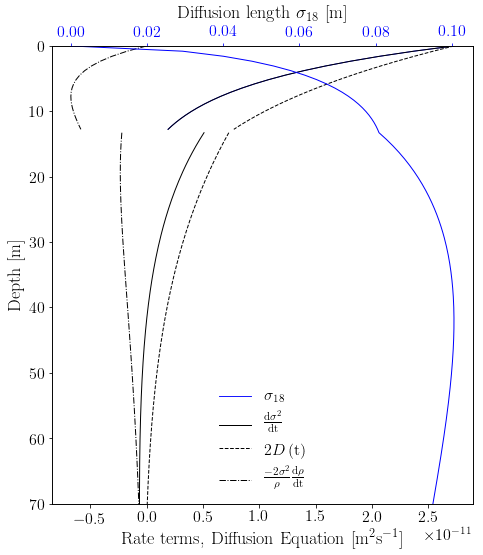 Diffusion length σ₁₈ [m]
0.00 0.02 0.04 0.06 0.08 0.10
0
10
20
30
40
50
60
70
Depth [m]
σ₁₈
dσ²/dt
2D (t)
−2σ²/ρ dρ/dt
−0.5 0.0 0.5 1.0 1.5 2.0 2.5
×10⁻¹¹
Rate terms, Diffusion Equation [m²s⁻¹]